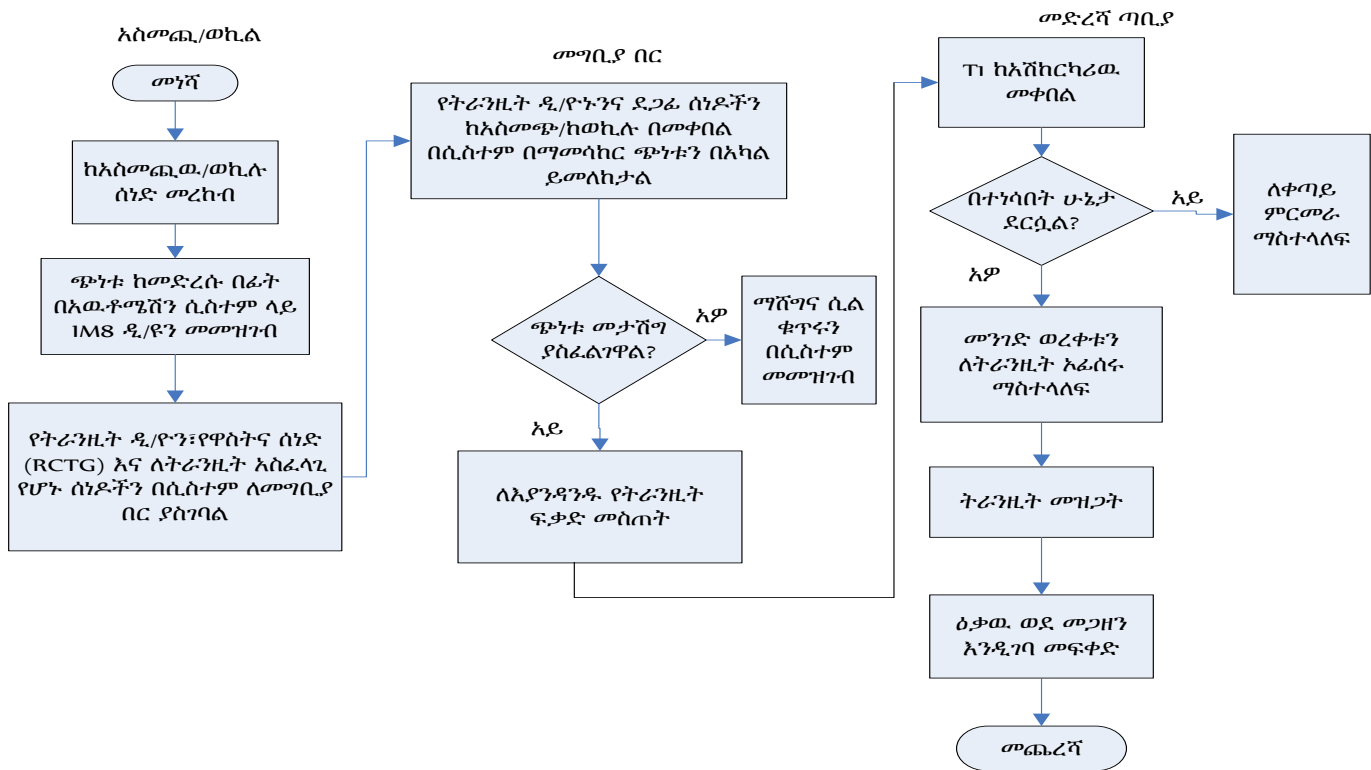 አስመጪ/ወኪል
መነሻ
ከአስመጪዉ/ወኪሉ
ሰነድ መረከብ
ጭነቱ ከመድረሱ በፊት
በአዉቶሜሽን ሲስተም ላይ
IM8 ዲ/ዩን መመዝገብ
የትራንዚት ዲ/ዮን፣የዋስትና ሰነድ
(RCTG) እና ለትራንዚት አስፈላጊ
የሆኑ ሰነዶችን በሲስተም ለመግቢያ
በር ያስገባል
መግቢያ በር
የትራንዚት ዲ/ዮኑንና ደጋፊ ሰነዶችን
ከአስመጭ/ከወኪሉ በመቀበል
በሲስተም በማመሳከር ጭነቱን በአካል
ይመለከታል
ጭነቱ መታሸግ
ያስፈልገዋል?
አዎ
ማሸግና ሲል
ቁጥሩን
በሲስተም
መመዝገብ
አይ
ለእያንዳንዱ የትራንዚት
ፍቃድ መስጠት
መድረሻ ጣቢያ
T1 ከአሽከርካሪዉ
መቀበል
በተነሳበት ሁኔታ
ደርሷል?
አይ
ለቀጣይ
ምርመራ
ማስተላለፍ
አዎ
መንገድ ወረቀቱን
ለትራንዚት ኦፊሰሩ
ማስተላለፍ
ትራንዚት መዝጋት
ዕቃዉ ወደ መጋዘን
እንዲገባ መፍቀድ
መጨረሻ